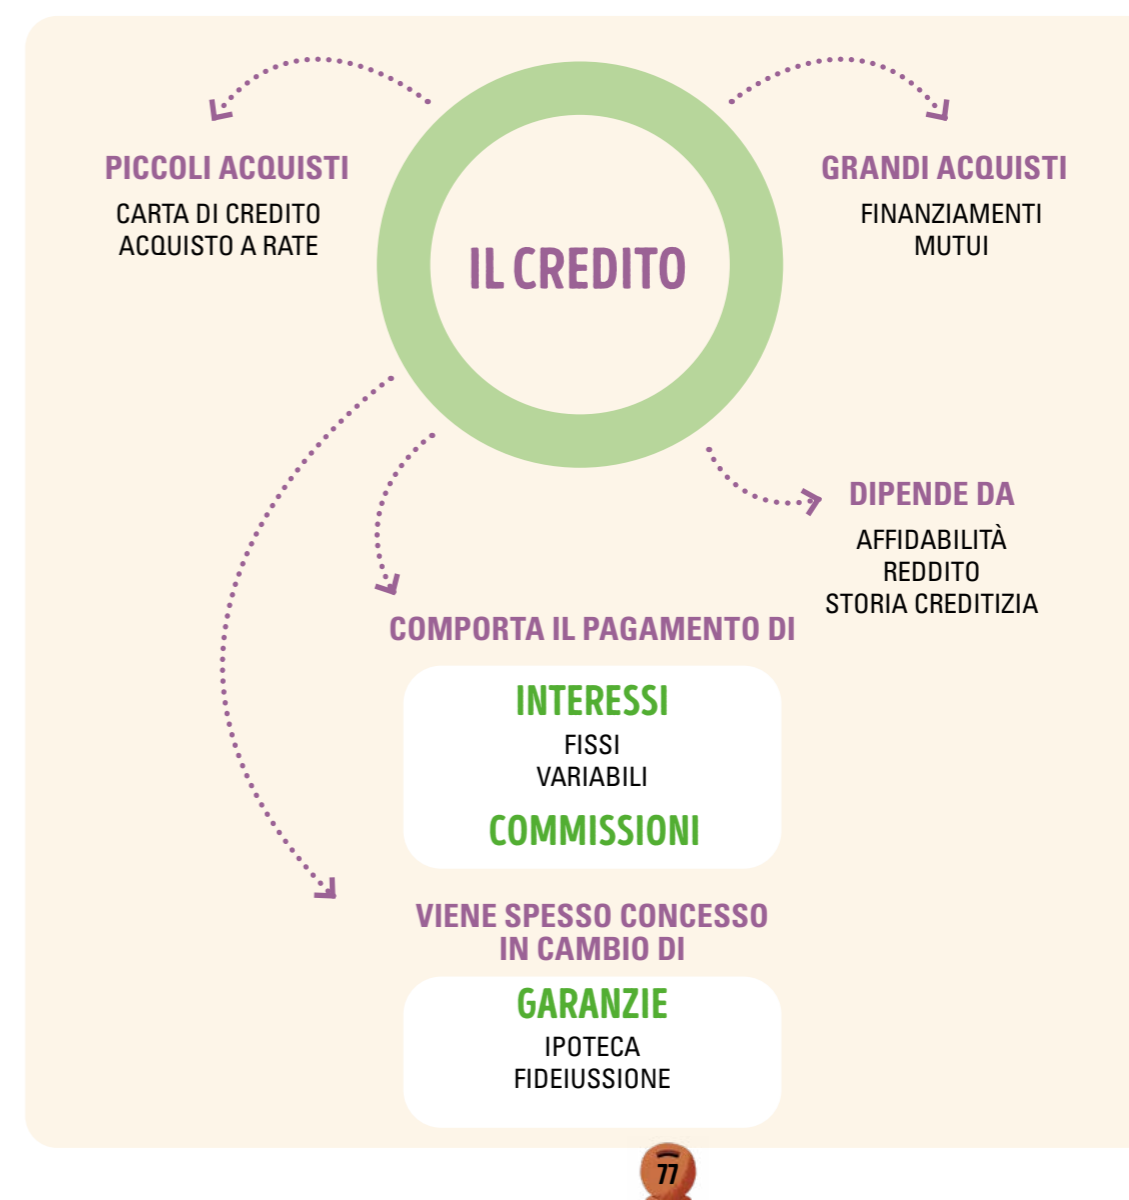 IL CREDITO
PICCOLI ACQUISTI
CARTA DI CREDITO
ACQUISTO A RATE
GRANDI ACQUISTI
FINANZIAMENTI
MUTUI
DIPENDE DA
AFFIDABILITÀ
REDDITO
STORIA CREDITIZIA
COMPORTA IL PAGAMENTO DI
INTERESSI
FISSI
VARIABILI
COMMISSIONI
VIENE SPESSO CONCESSO
IN CAMBIO DI
GARANZIE
IPOTECA
FIDEIUSSIONE
77